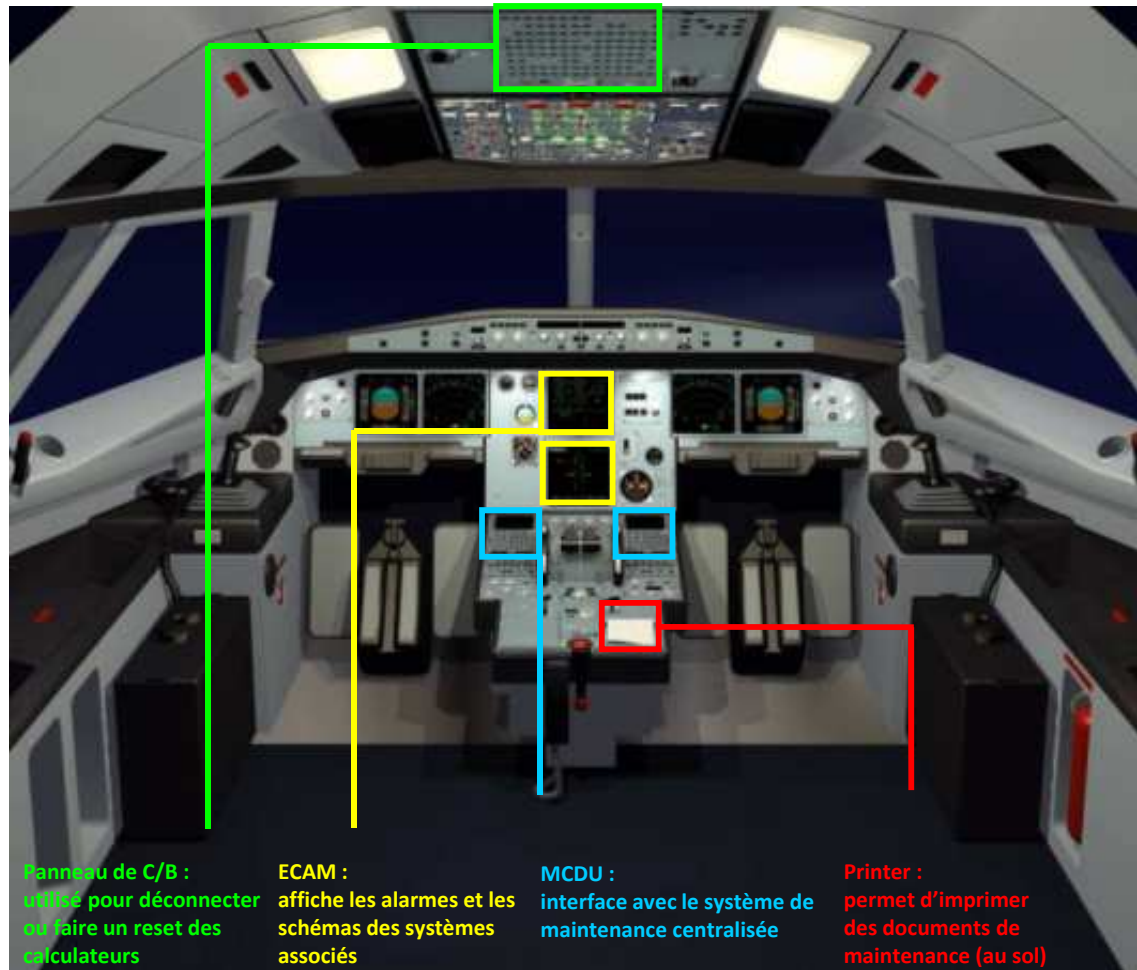 Panneau de C/B :
utilisé pour déconnecter
ou faire un reset des
calculateurs
ECAM :
affiche les alarmes et les
schémas des systèmes
associés
MCDU :
interface avec le système de
maintenance centralisée
Printer :
permet d’imprimer
des documents de
maintenance (au sol)